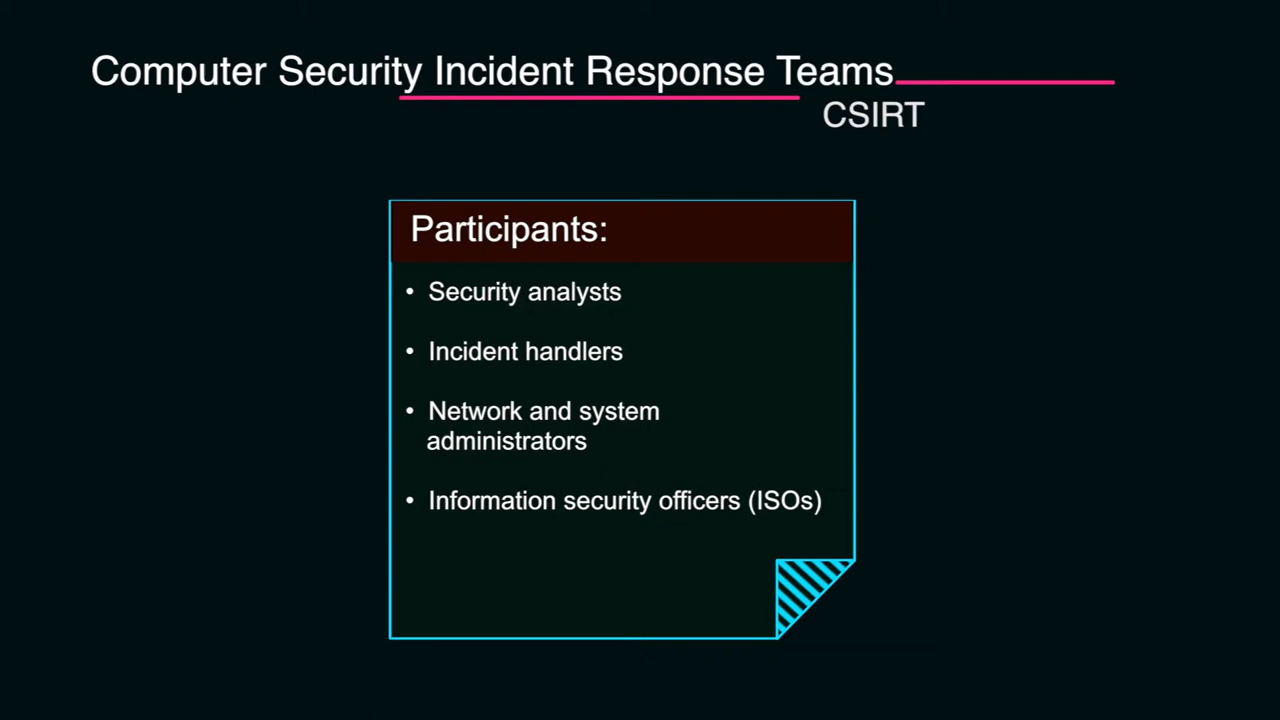 Computer Security Incident Response Teams
CSIRT
Participants:
• Security analysts
• Incident handlers
• Network and system
administrators
• Information security officers (ISOs)